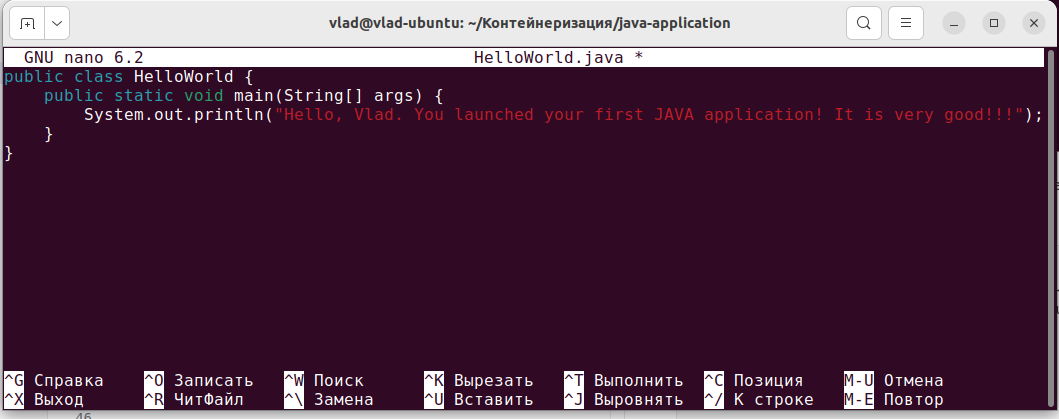 vlad@vlad-ubuntu: ~/Контейнеризация/java-application
GNU nano 6.2 HelloWorld.java *
public class HelloWorld {
    public static void main(String[] args) {
        System.out.println("Hello, Vlad. You launched your first JAVA application! It is very good!!!");
    }
}
^G Справка ^O Записать ^W Поиск ^K Вырезать ^T Выполнить ^C Позиция M-U Отмена
^X Выход ^R ЧитФайл ^\ Замена ^U Вставить ^J Выровнять ^/ К строке M-E Повтор